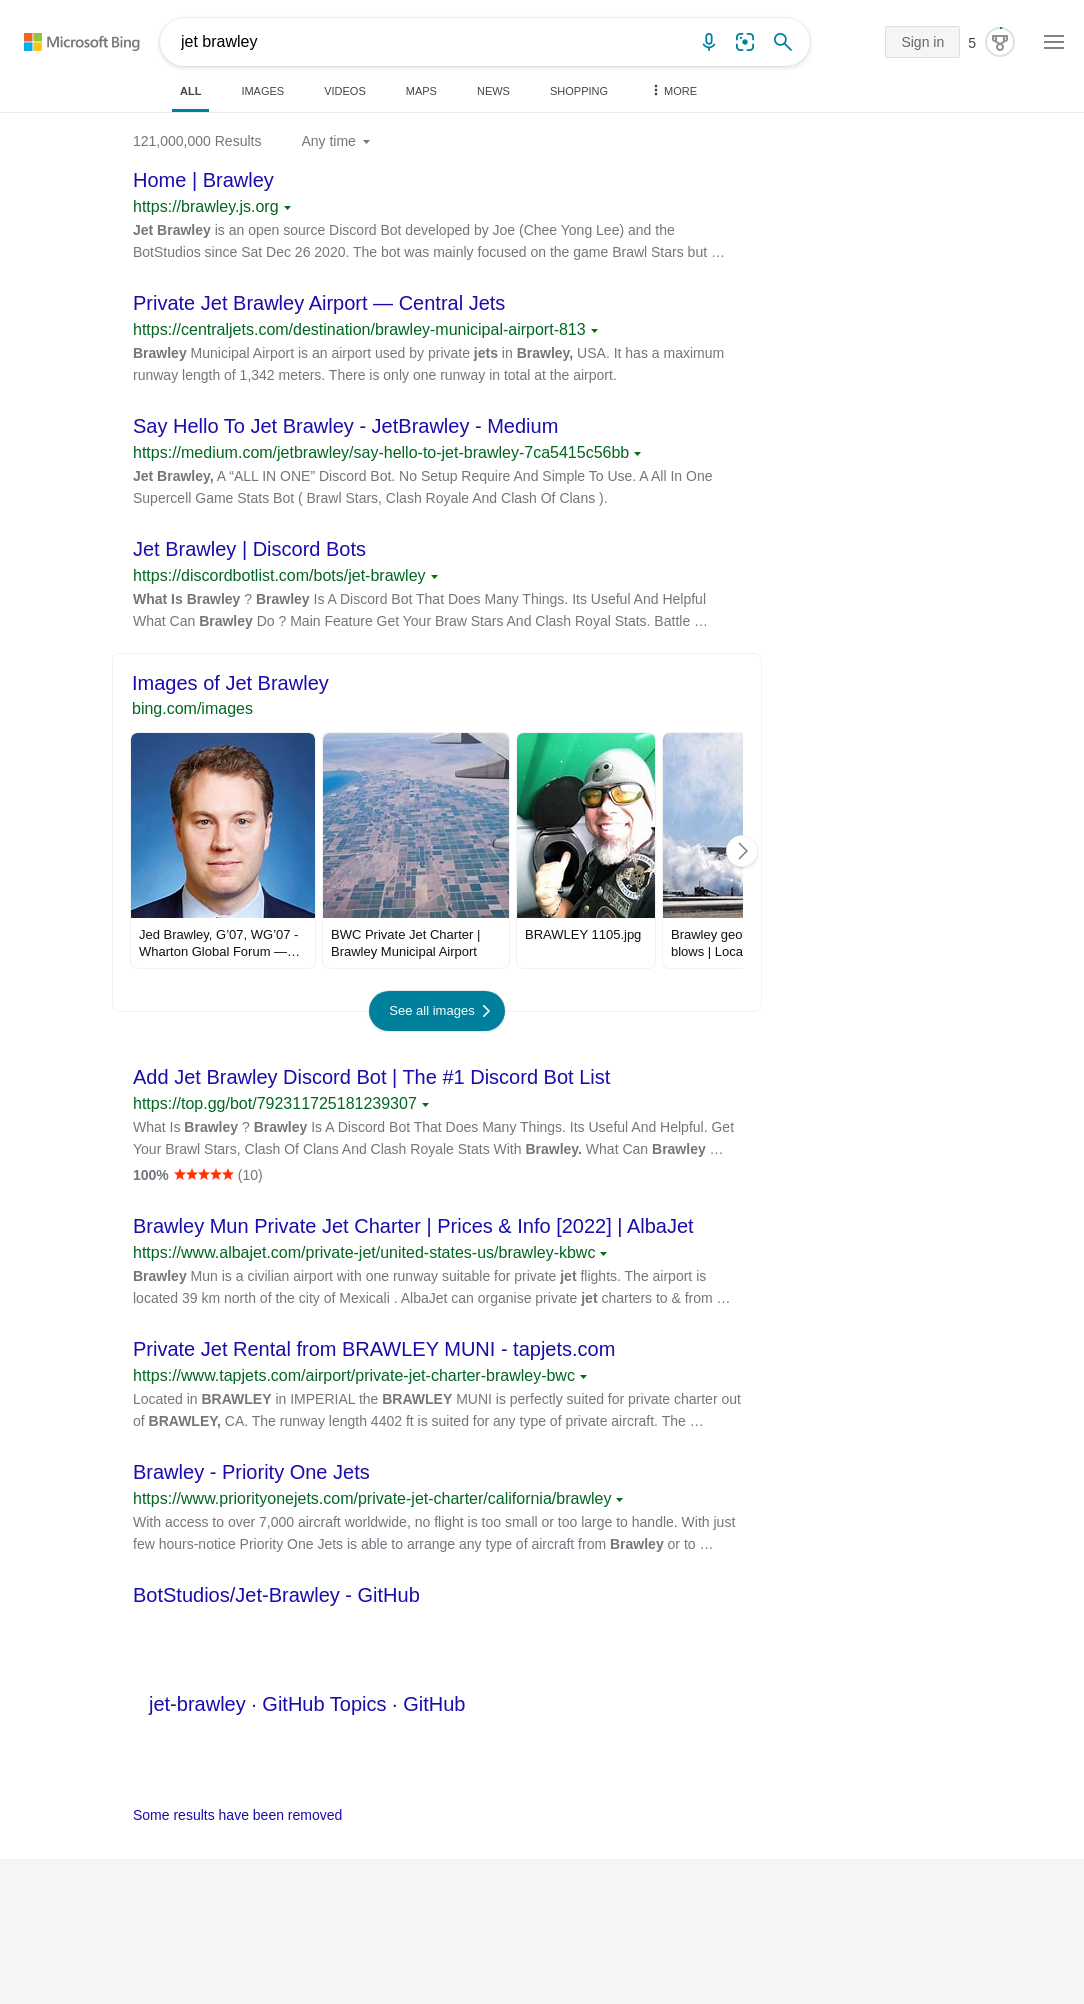 Microsoft Bing
jet brawley
Sign in
5
ALL
IMAGES
VIDEOS
MAPS
NEWS
SHOPPING
MORE
121,000,000 Results
Any time
Home | Brawley
https://brawley.js.org
Jet Brawley is an open source Discord Bot developed by Joe (Chee Yong Lee) and the
BotStudios since Sat Dec 26 2020. The bot was mainly focused on the game Brawl Stars but …
Private Jet Brawley Airport — Central Jets
https://centraljets.com/destination/brawley-municipal-airport-813
Brawley Municipal Airport is an airport used by private jets in Brawley, USA. It has a maximum
runway length of 1,342 meters. There is only one runway in total at the airport.
Say Hello To Jet Brawley - JetBrawley - Medium
https://medium.com/jetbrawley/say-hello-to-jet-brawley-7ca5415c56bb
Jet Brawley, A “ALL IN ONE” Discord Bot. No Setup Require And Simple To Use. A All In One
Supercell Game Stats Bot ( Brawl Stars, Clash Royale And Clash Of Clans ).
Jet Brawley | Discord Bots
https://discordbotlist.com/bots/jet-brawley
What Is Brawley ? Brawley Is A Discord Bot That Does Many Things. Its Useful And Helpful
What Can Brawley Do ? Main Feature Get Your Braw Stars And Clash Royal Stats. Battle …
Images of Jet Brawley
bing.com/images
Jed Brawley, G’07, WG’07 -
Wharton Global Forum —…
BWC Private Jet Charter |
Brawley Municipal Airport
BRAWLEY 1105.jpg
Brawley geot
blows | Loca
See all images
Add Jet Brawley Discord Bot | The #1 Discord Bot List
https://top.gg/bot/792311725181239307
What Is Brawley ? Brawley Is A Discord Bot That Does Many Things. Its Useful And Helpful. Get
Your Brawl Stars, Clash Of Clans And Clash Royale Stats With Brawley. What Can Brawley …
100% ★★★★★ (10)
Brawley Mun Private Jet Charter | Prices & Info [2022] | AlbaJet
https://www.albajet.com/private-jet/united-states-us/brawley-kbwc
Brawley Mun is a civilian airport with one runway suitable for private jet flights. The airport is
located 39 km north of the city of Mexicali . AlbaJet can organise private jet charters to & from …
Private Jet Rental from BRAWLEY MUNI - tapjets.com
https://www.tapjets.com/airport/private-jet-charter-brawley-bwc
Located in BRAWLEY in IMPERIAL the BRAWLEY MUNI is perfectly suited for private charter out
of BRAWLEY, CA. The runway length 4402 ft is suited for any type of private aircraft. The …
Brawley - Priority One Jets
https://www.priorityonejets.com/private-jet-charter/california/brawley
With access to over 7,000 aircraft worldwide, no flight is too small or too large to handle. With just
few hours-notice Priority One Jets is able to arrange any type of aircraft from Brawley or to …
BotStudios/Jet-Brawley - GitHub
jet-brawley · GitHub Topics · GitHub
Some results have been removed